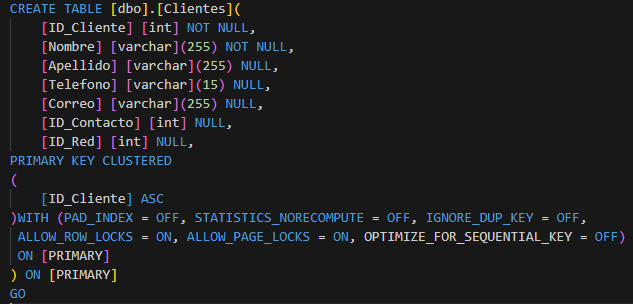 CREATE TABLE [dbo].[Clientes](
    [ID_Cliente] [int] NOT NULL,
    [Nombre] [varchar](255) NOT NULL,
    [Apellido] [varchar](255) NULL,
    [Telefono] [varchar](15) NULL,
    [Correo] [varchar](255) NULL,
    [ID_Contacto] [int] NULL,
    [ID_Red] [int] NULL,
PRIMARY KEY CLUSTERED
(
    [ID_Cliente] ASC
)WITH (PAD_INDEX = OFF, STATISTICS_NORECOMPUTE = OFF, IGNORE_DUP_KEY = OFF,
 ALLOW_ROW_LOCKS = ON, ALLOW_PAGE_LOCKS = ON, OPTIMIZE_FOR_SEQUENTIAL_KEY = OFF)
 ON [PRIMARY]
) ON [PRIMARY]
GO